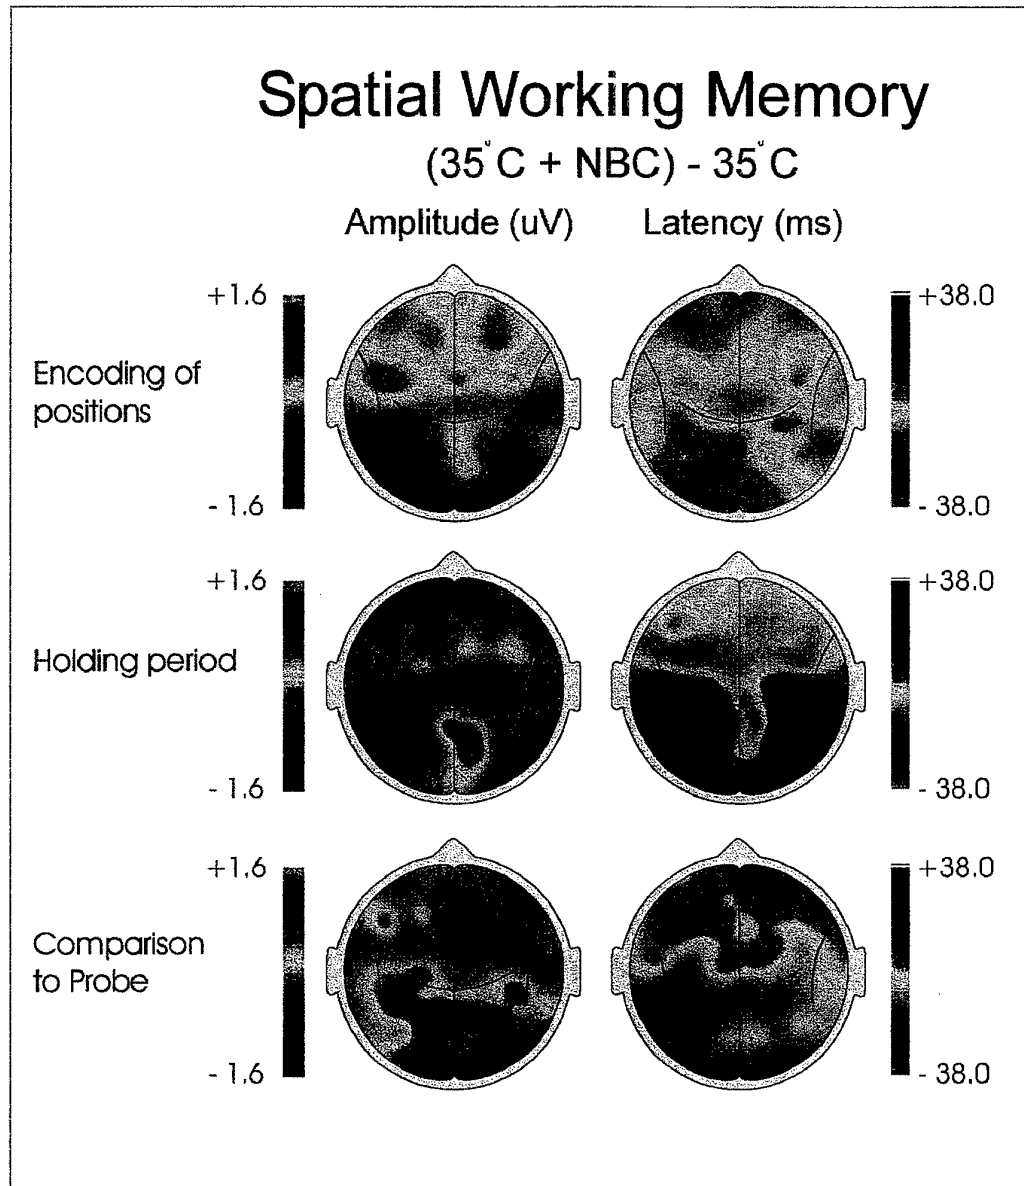 Spatial Working Memory
(35°C + NBC) - 35°C
Amplitude (uV) Latency (ms)
+1.6 +38.0
Encoding of
positions
- 1.6 - 38.0
+1.6 +38.0
Holding period
- 1.6 - 38.0
+1.6 +38.0
Comparison
to Probe
- 1.6 - 38.0